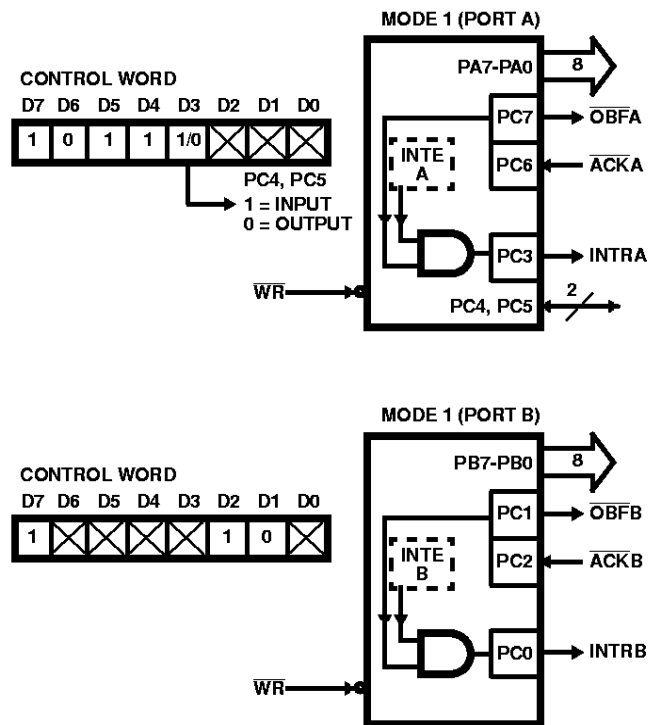 MODE 1 (PORT A)
CONTROL WORD
D7 D6 D5 D4 D3 D2 D1 D0
1 0 1 1 1/0
PC4, PC5
1 = INPUT
0 = OUTPUT
PA7-PA0
8
PC7
OBFA
INTE
A
PC6
ACKA
PC3
INTRA
WR
PC4, PC5
2
MODE 1 (PORT B)
CONTROL WORD
D7 D6 D5 D4 D3 D2 D1 D0
1 1 0
PB7-PB0
8
PC1
OBFB
INTE
B
PC2
ACKB
PC0
INTRB
WR